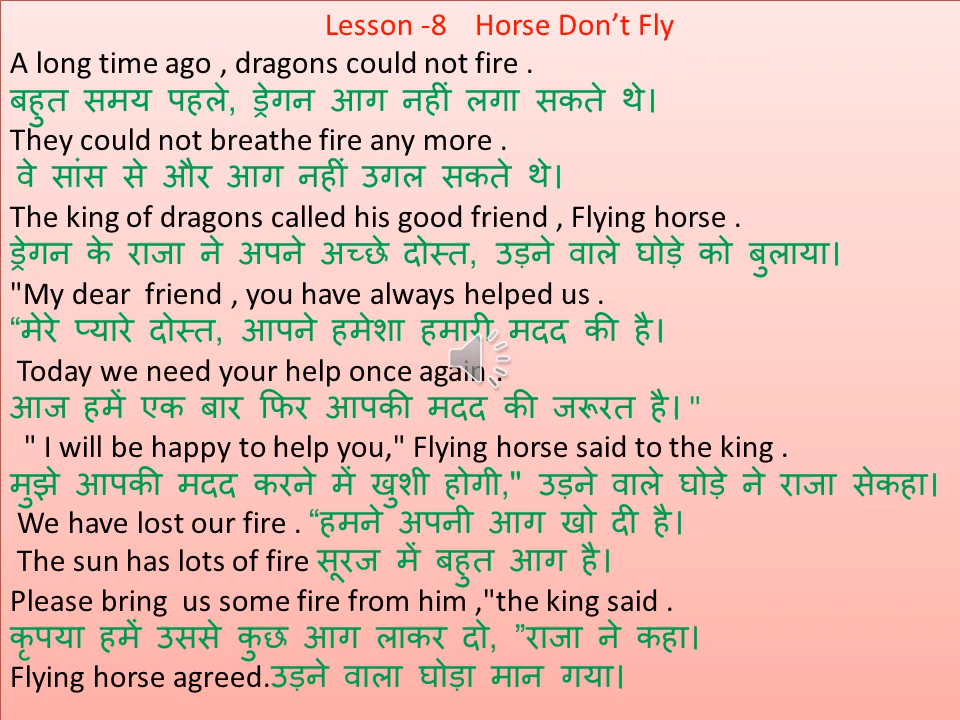 Lesson -8 Horse Don’t Fly
A long time ago , dragons could not fire .
बहुत समय पहले, ड्रेगन आग नहीं लगा सकते थे।
They could not breathe fire any more .
वे सांस से और आग नहीं उगल सकते थे।
The king of dragons called his good friend , Flying horse .
ड्रेगन के राजा ने अपने अच्छे दोस्त, उड़ने वाले घोड़े को बुलाया।
"My dear friend , you have always helped us .
“मेरे प्यारे दोस्त, आपने हमेशा हमारी मदद की है।
Today we need your help once again .
आज हमें एक बार फिर आपकी मदद की जरूरत है। "
" I will be happy to help you," Flying horse said to the king .
मुझे आपकी मदद करने में खुशी होगी," उड़ने वाले घोड़े ने राजा सेकहा।
We have lost our fire . “हमने अपनी आग खो दी है।
The sun has lots of fire सूरज में बहुत आग है।
Please bring us some fire from him ,"the king said .
कृपया हमें उससे कुछ आग लाकर दो, ”राजा ने कहा।
Flying horse agreed.उड़ने वाला घोड़ा मान गया।